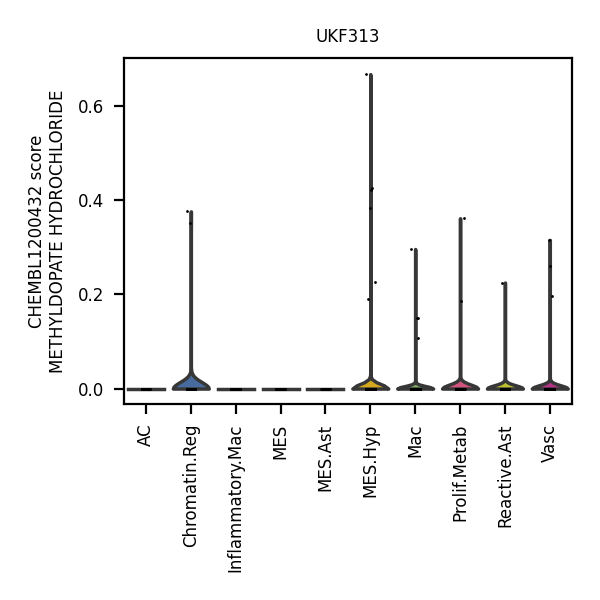 UKF313
CHEMBL1200432 score
METHYLDOPATE HYDROCHLORIDE
0.6
0.4
0.2
0.0
AC
Chromatin.Reg
Inflammatory.Mac
MES
MES.Ast
MES.Hyp
Mac
Prolif.Metab
Reactive.Ast
Vasc